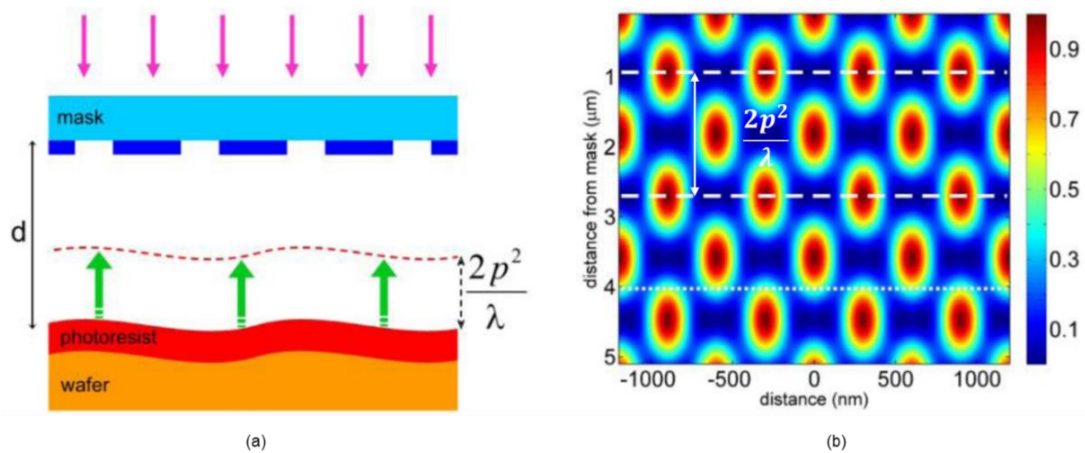 mask
d
2p²
λ
photoresist
wafer
(a)
distance from mask (μm)
1
2
3
4
5
2p²
λ
-1000 -500 0 500 1000
distance (nm)
0.9
0.7
0.5
0.3
0.1
(b)